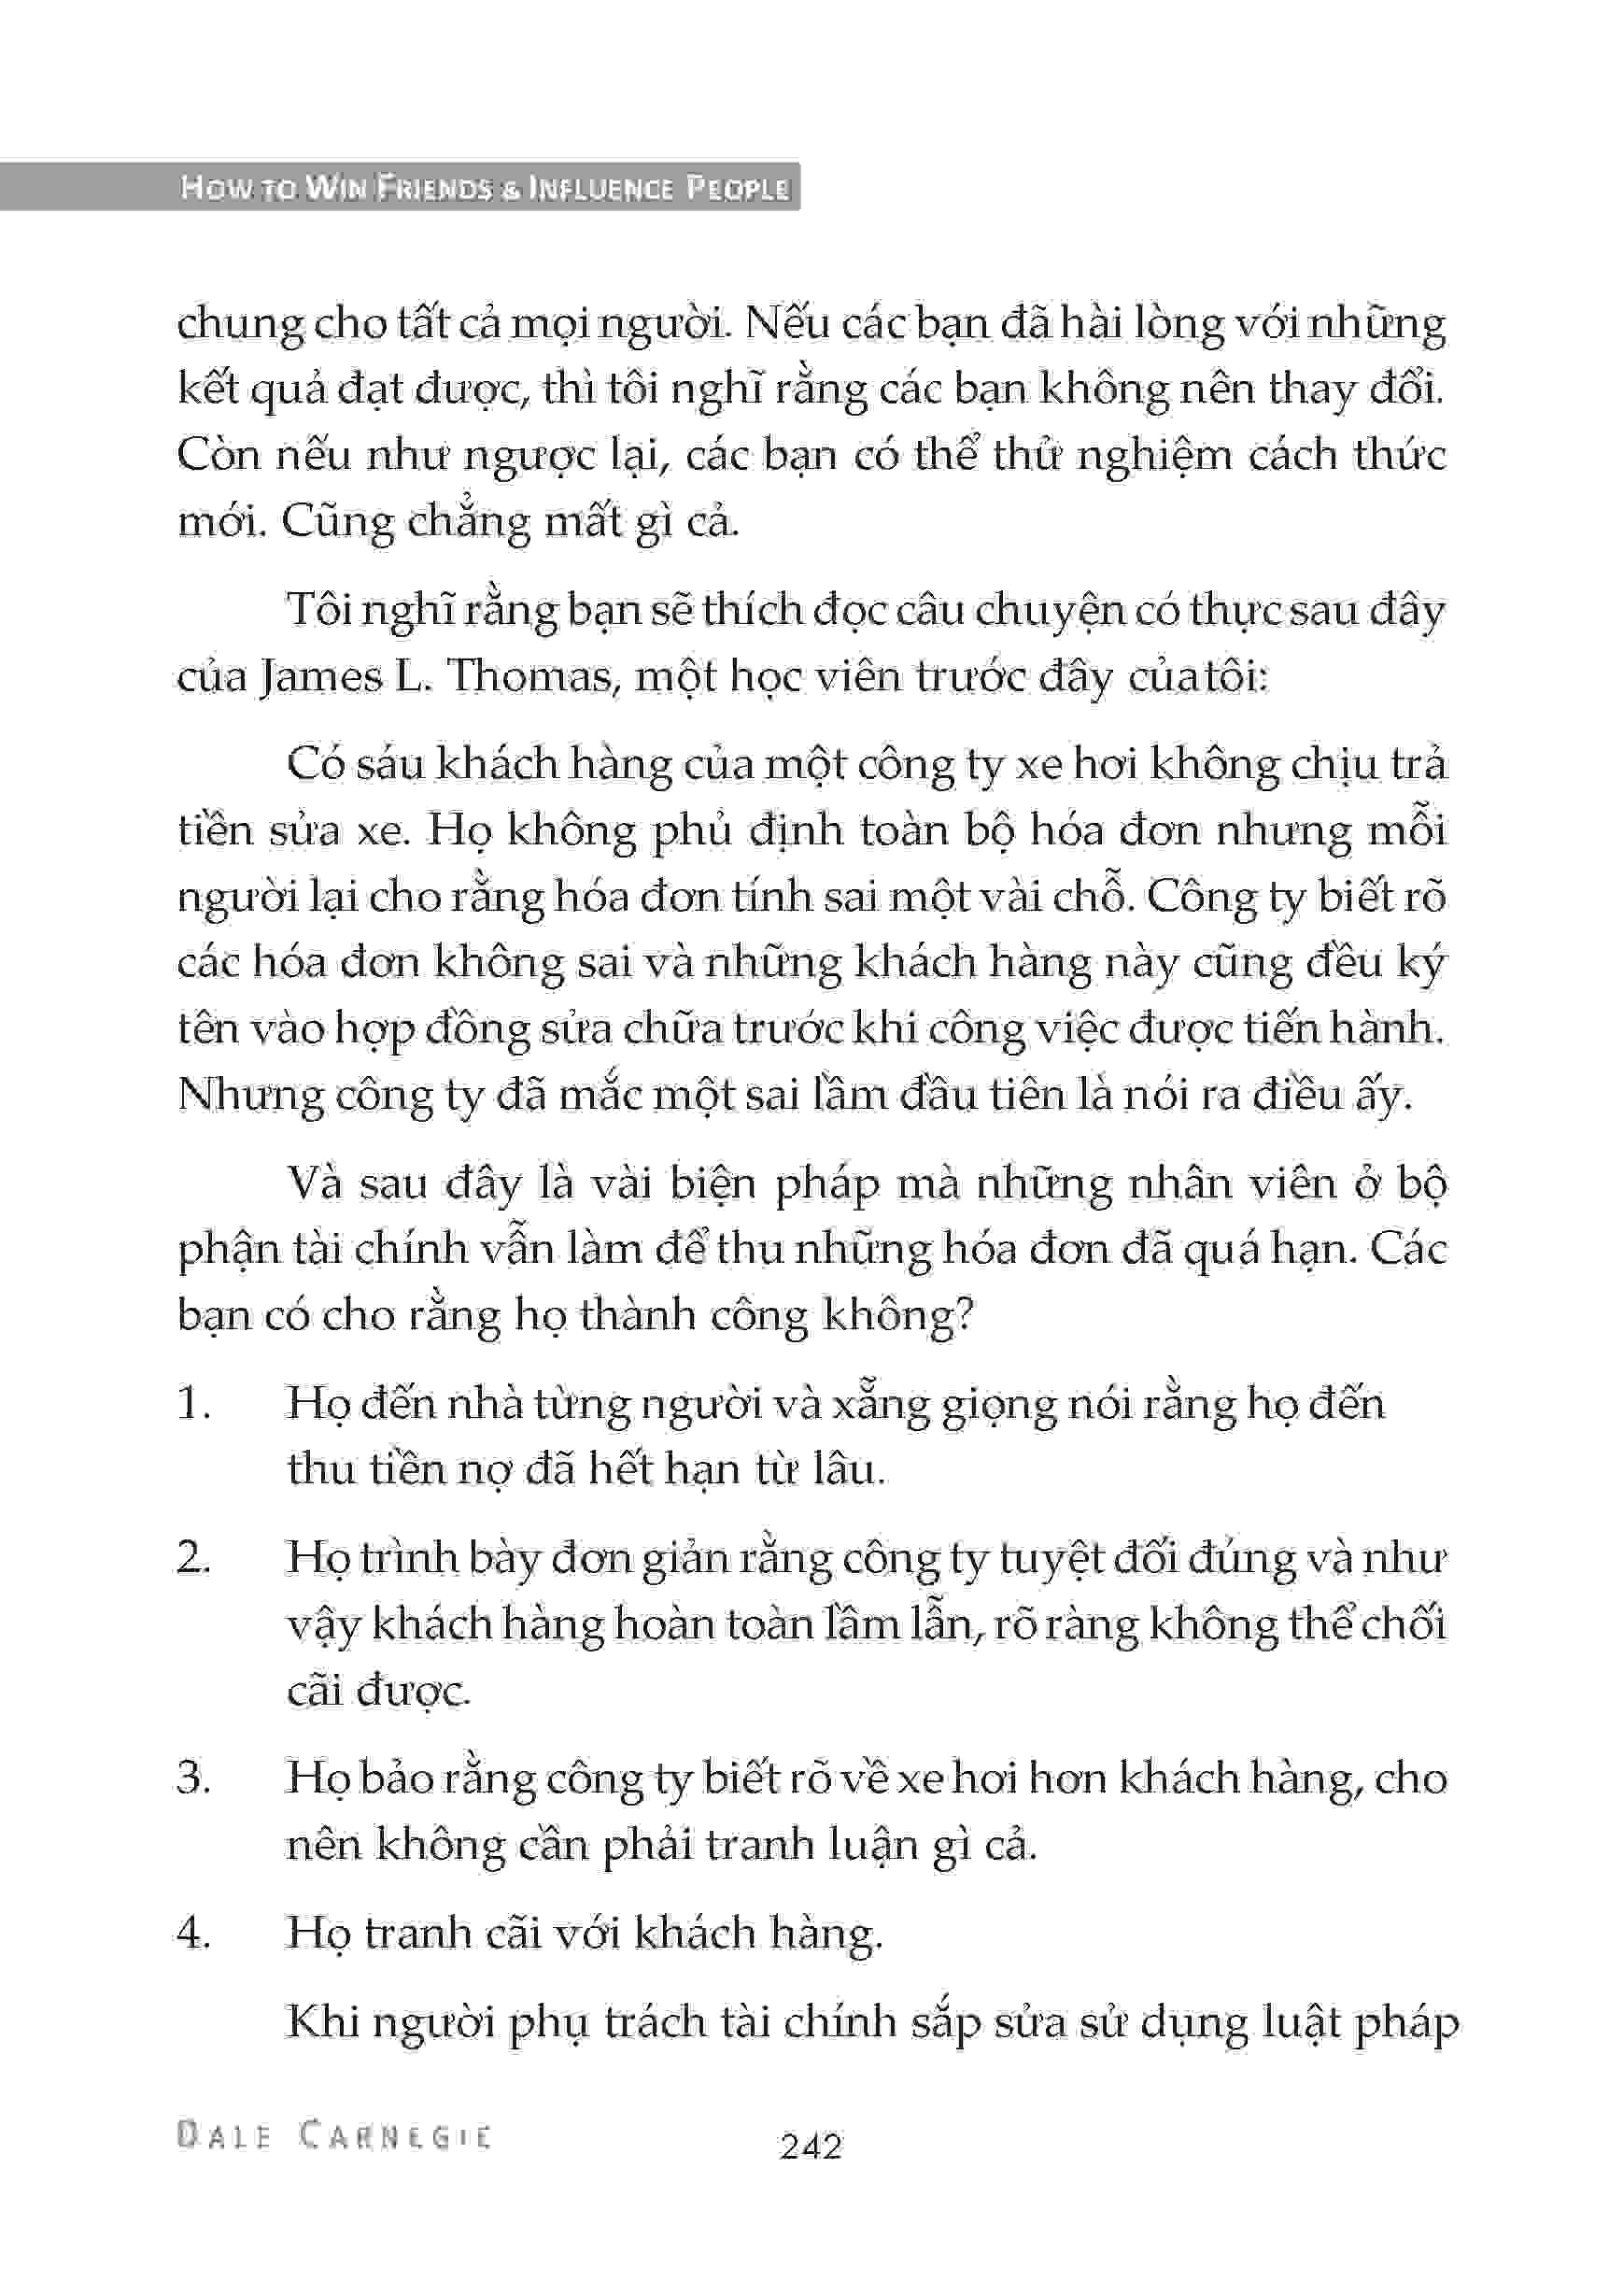 HOW TO WIN FRIENDS & INFLUENCE PEOPLE
chung cho tất cả mọi người. Nếu các bạn đã hài lòng với những
kết quả đạt được, thì tôi nghĩ rằng các bạn không nên thay đổi.
Còn nếu như ngược lại, các bạn có thể thử nghiệm cách thức
mới. Cũng chẳng mất gì cả.
Tôi nghĩ rằng bạn sẽ thích đọc câu chuyện có thực sau đây
của James L. Thomas, một học viên trước đây của tôi:
Có sáu khách hàng của một công ty xe hơi không chịu trả
tiền sửa xe. Họ không phủ định toàn bộ hóa đơn nhưng mỗi
người lại cho rằng hóa đơn tính sai một vài chỗ. Công ty biết rõ
các hóa đơn không sai và những khách hàng này cũng đều ký
tên vào hợp đồng sửa chữa trước khi công việc được tiến hành.
Nhưng công ty đã mắc một sai lầm đầu tiên là nói ra điều ấy.
Và sau đây là vài biện pháp mà những nhân viên ở bộ
phận tài chính vẫn làm để thu những hóa đơn đã quá hạn. Các
bạn có cho rằng họ thành công không?
1. Họ đến nhà từng người và xẵng giọng nói rằng họ đến
thu tiền nợ đã hết hạn từ lâu.
2. Họ trình bày đơn giản rằng công ty tuyệt đối đúng và như
vậy khách hàng hoàn toàn lầm lẫn, rõ ràng không thể chối
cãi được.
3. Họ bảo rằng công ty biết rõ về xe hơi hơn khách hàng, cho
nên không cần phải tranh luận gì cả.
4. Họ tranh cãi với khách hàng.
Khi người phụ trách tài chính sắp sửa sử dụng luật pháp
DALE CARNEGIE
242